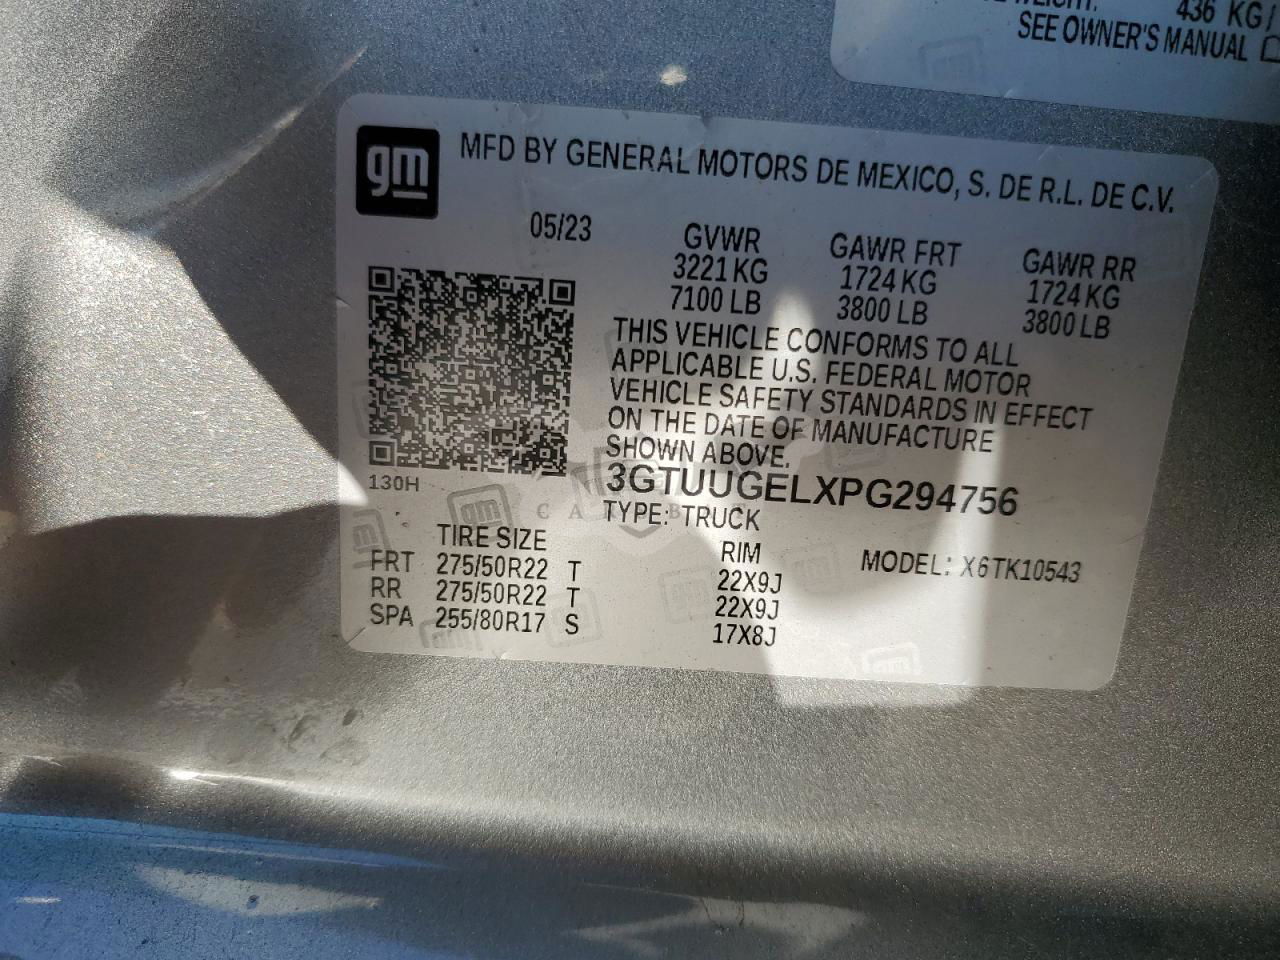 436 KG/
SEE OWNER'S MANUAL
gm
MFD BY GENERAL MOTORS DE MEXICO, S. DE R.L. DE C.V.
05/23
GVWR GAWR FRT GAWR RR
3221 KG 1724 KG 1724 KG
7100 LB 3800 LB 3800 LB
THIS VEHICLE CONFORMS TO ALL
APPLICABLE U.S. FEDERAL MOTOR
VEHICLE SAFETY STANDARDS IN EFFECT
ON THE DATE OF MANUFACTURE
SHOWN ABOVE.
130H
3GTUUGELXPG294756
TYPE: TRUCK
TIRE SIZE RIM MODEL: X6TK10543
FRT 275/50R22 T 22X9J
RR 275/50R22 T 22X9J
SPA 255/80R17 S 17X8J